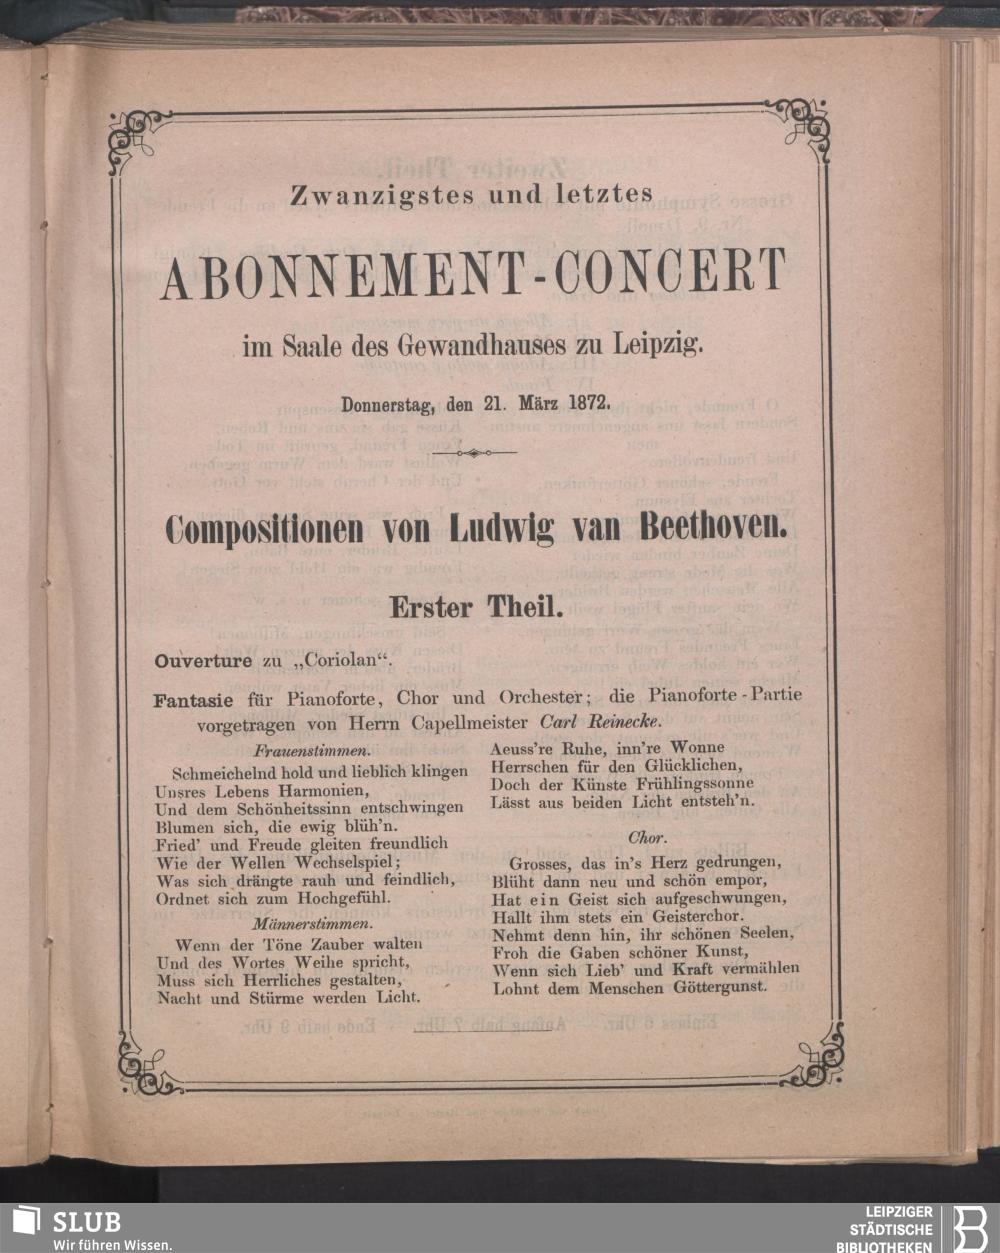 Zwanzigstes und letztes
ABONNEMENT-CONCERT
im Saale des Gewandhauses zu Leipzig.
Donnerstag, den 21. März 1872.
Compositionen von Ludwig van Beethoven.
Erster Theil.
Ouverture zu „Coriolan“.
Fantasie für Pianoforte, Chor und Orchester; die Pianoforte-Partie
vorgetragen von Herrn Capellmeister Carl Reinecke.
Frauenstimmen.
Schmeichelnd hold und lieblich klingen
Unsres Lebens Harmonien,
Und dem Schönheitssinn entschwingen
Blumen sich, die ewig blüh'n.
Fried' und Freude gleiten freundlich
Wie der Wellen Wechselspiel;
Was sich drängte rauh und feindlich,
Ordnet sich zum Hochgefühl.
Männerstimmen.
Wenn der Töne Zauber walten
Und des Wortes Weihe spricht,
Muss sich Herrliches gestalten,
Nacht und Stürme werden Licht.
Aeuss're Ruhe, inn're Wonne
Herrschen für den Glücklichen,
Doch der Künste Frühlingssonne
Lässt aus beiden Licht entsteh'n.
Chor.
Grosses, das in's Herz gedrungen,
Blüht dann neu und schön empor,
Hat ein Geist sich aufgeschwungen,
Hallt ihm stets ein Geisterchor.
Nehmt denn hin, ihr schönen Seelen,
Froh die Gaben schöner Kunst,
Wenn sich Lieb' und Kraft vermählen
Lohnt dem Menschen Göttergunst.
SLUB
Wir führen Wissen.
LEIPZIGER
STÄDTISCHE
BIBLIOTHEKEN